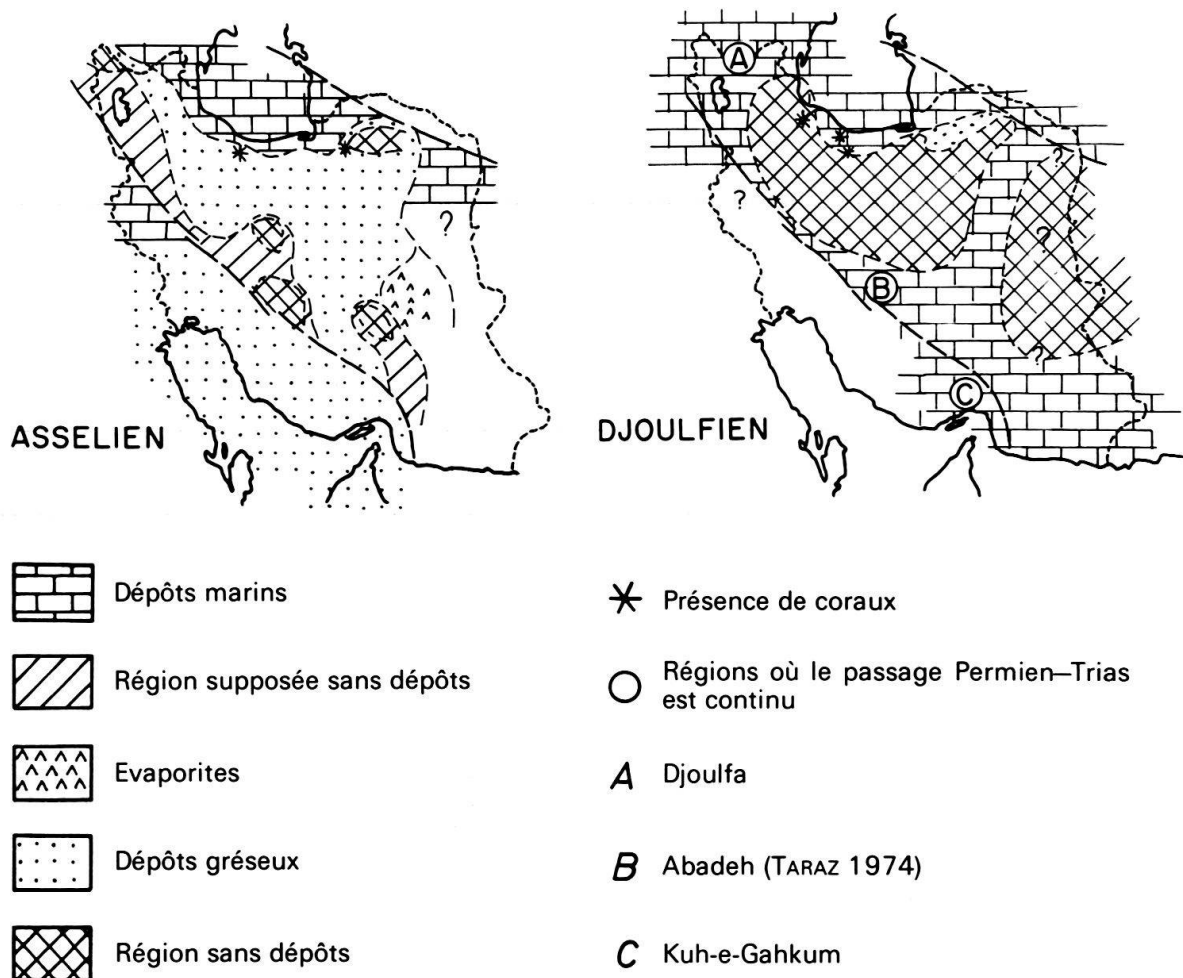 ASSELIEN
?
DJOULFIEN
A
B
C
?
?
?
?
Dépôts marins
Région supposée sans dépôts
Evaporites
Dépôts gréseux
Région sans dépôts
Présence de coraux
Régions où le passage Permien—Trias
est continu
A Djoulfa
B Abadeh (TARAZ 1974)
C Kuh-e-Gahkum